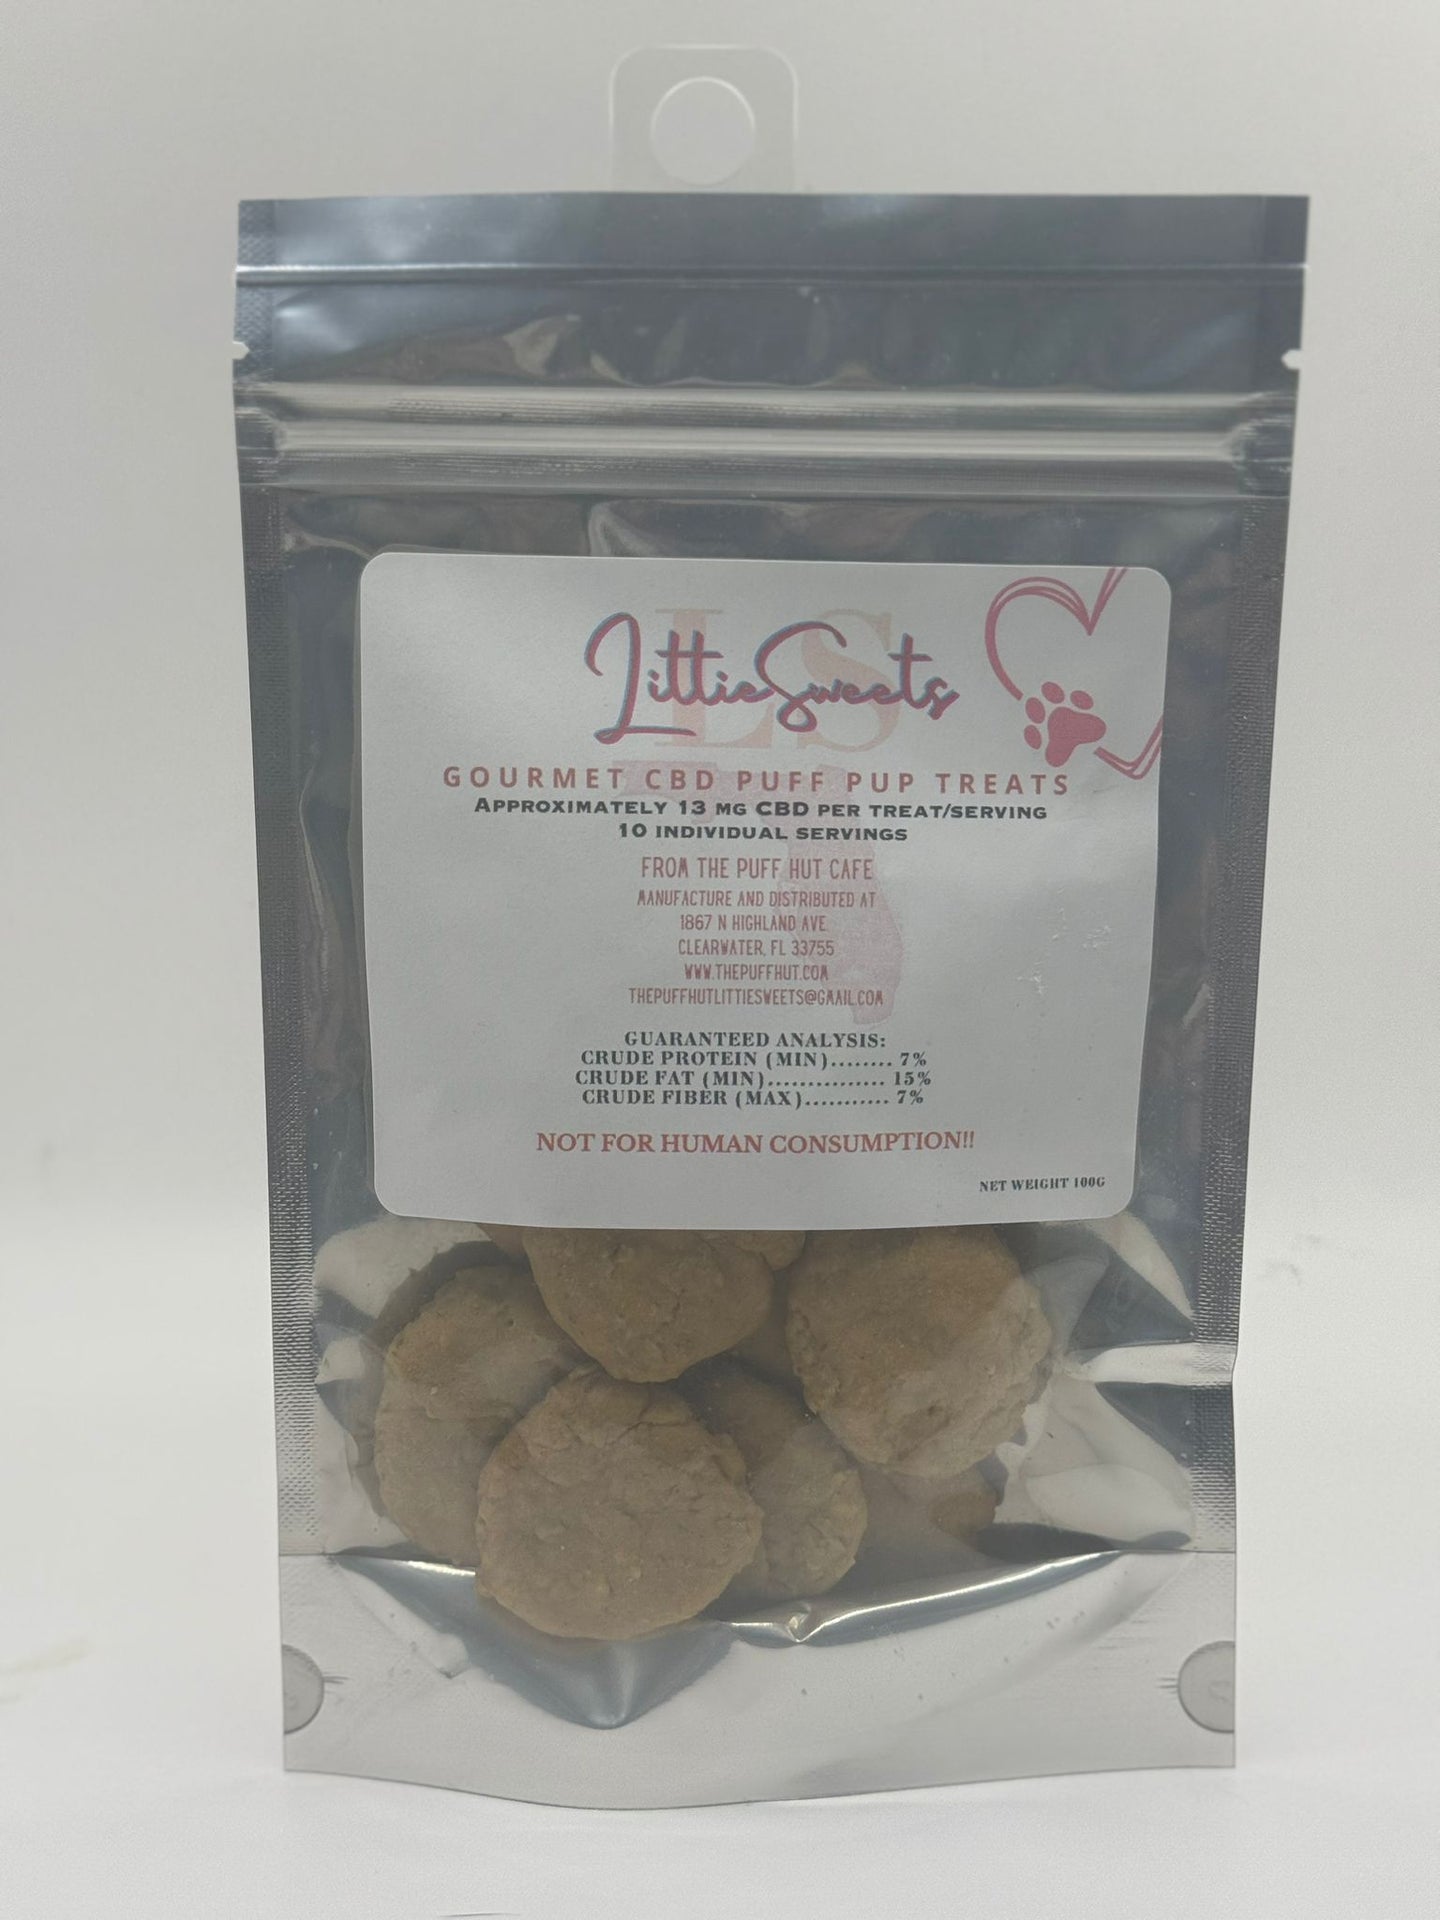 LS
LittieSweets
GOURMET CBD PUFF PUP TREATS
APPROXIMATELY 13 MG CBD PER TREAT/SERVING
10 INDIVIDUAL SERVINGS
FROM THE PUFF HUT CAFE
MANUFACTURE AND DISTRIBUTED AT
1867 N HIGHLAND AVE.
CLEARWATER, FL 33755
WWW.THEPUFFHUT.COM
THEPUFFHUTLITTIESWEETS@GMAIL.COM
GUARANTEED ANALYSIS:
CRUDE PROTEIN (MIN)........ 7%
CRUDE FAT (MIN)............... 15%
CRUDE FIBER (MAX)........... 7%
NOT FOR HUMAN CONSUMPTION!!
NET WEIGHT 100G